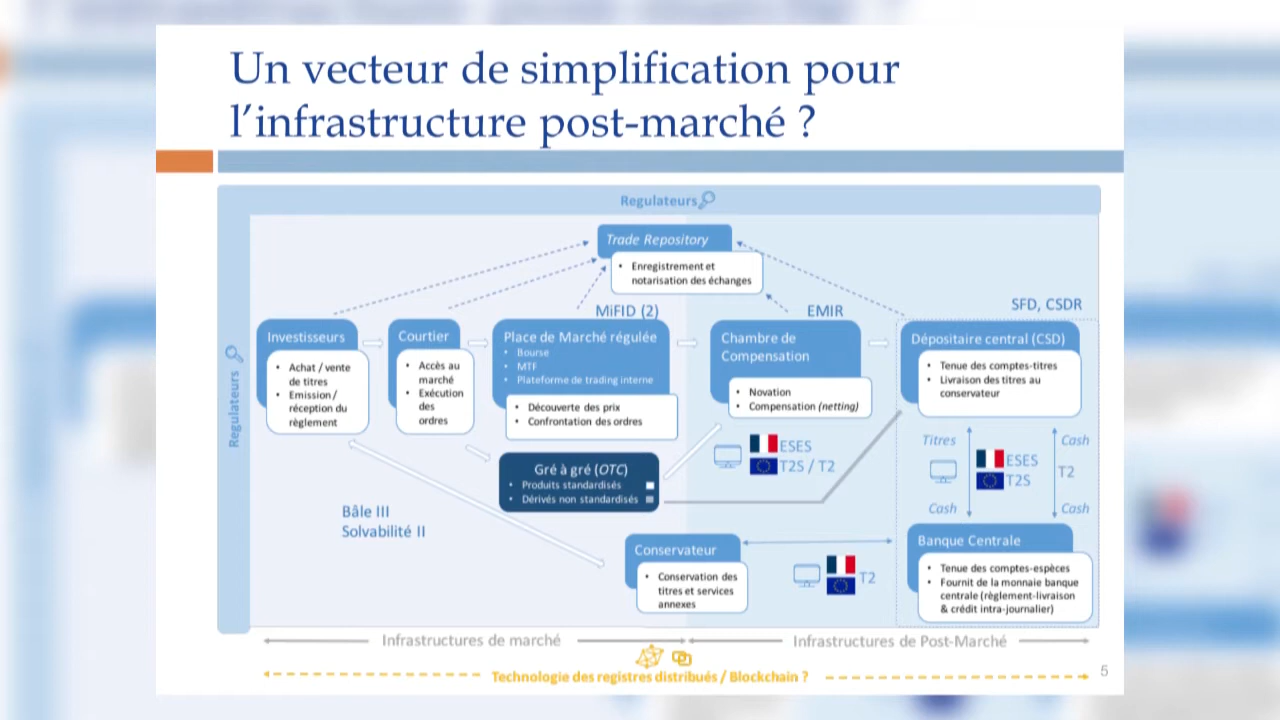 Un vecteur de simplification pour
l’infrastructure post-marché ?
Regulateurs
Regulateurs
Trade Repository
• Enregistrement et
notarisation des échanges
MiFID (2)
EMIR
SFD, CSDR
Investisseurs
• Achat / vente
de titres
• Emission /
réception du
règlement
Courtier
• Accès au
marché
• Exécution
des
ordres
Place de Marché régulée
• Bourse
• MTF
• Plateforme de trading interne
• Découverte des prix
• Confrontation des ordres
Chambre de
Compensation
• Novation
• Compensation (netting)
Dépositaire central (CSD)
• Tenue des comptes-titres
• Livraison des titres au
conservateur
Gré à gré (OTC)
• Produits standardisés
• Dérivés non standardisés
ESES
T2S / T2
Titres
Cash
ESES
T2S
T2
Cash
Cash
Bâle III
Solvabilité II
Conservateur
• Conservation des
titres et services
annexes
T2
Banque Centrale
• Tenue des comptes-espèces
• Fournit de la monnaie banque
centrale (règlement-livraison
& crédit intra-journalier)
Infrastructures de marché
Infrastructures de Post-Marché
Technologie des registres distribués / Blockchain ?
5